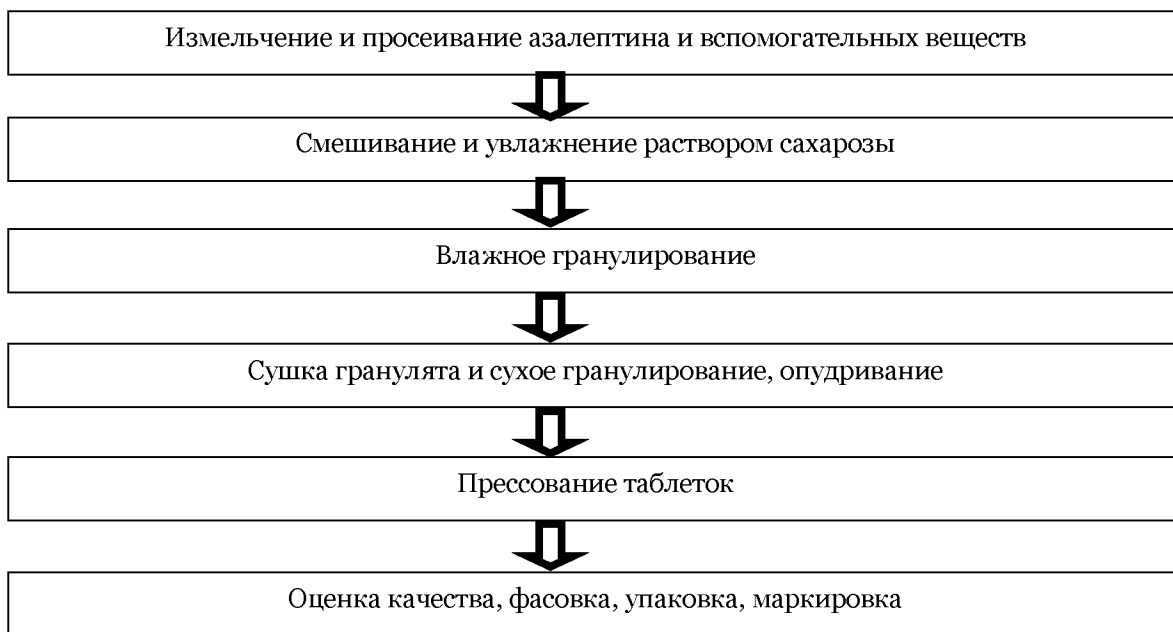 Измельчение и просеивание азалептина и вспомогательных веществ
Смешивание и увлажнение раствором сахарозы
Влажное гранулирование
Сушка гранулята и сухое гранулирование, опудривание
Прессование таблеток
Оценка качества, фасовка, упаковка, маркировка